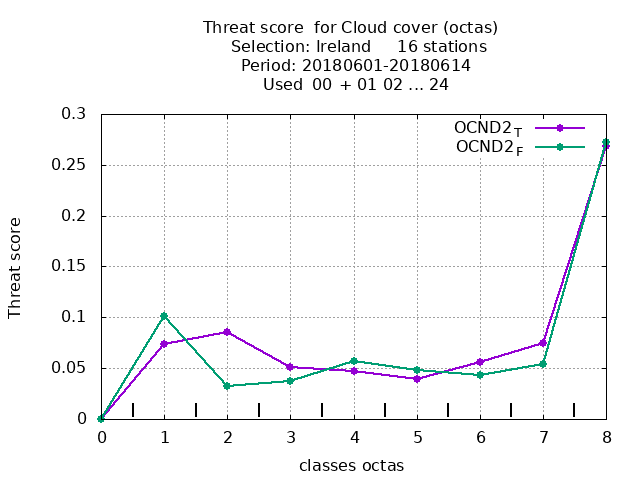 Threat score  for Cloud cover (octas)
Selection: Ireland     16 stations
Period: 20180601-20180614
Used  00 + 01 02 ... 24
0.3
0.25
0.2
0.15
0.1
0.05
0
Threat score
OCND2T
OCND2F
0 1 2 3 4 5 6 7 8
classes octas